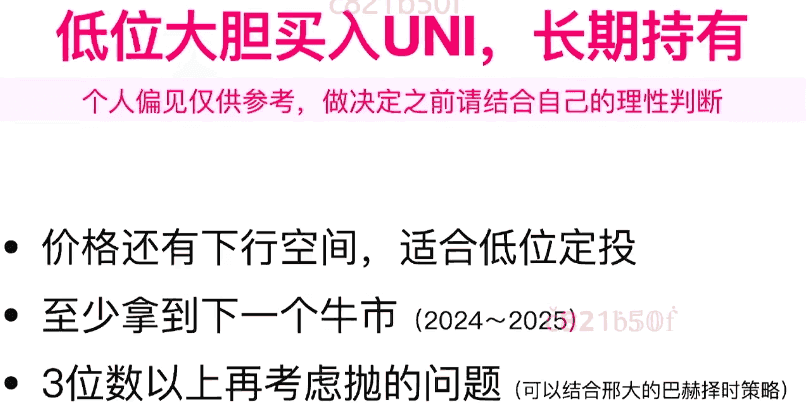 c821b50f
低位大胆买入UNI，长期持有
个人偏见仅供参考，做决定之前请结合自己的理性判断
• 价格还有下行空间，适合低位定投
• 至少拿到下一个牛市（2024～2025）
c821b50f
• 3位数以上再考虑抛的问题（可以结合邢大的巴赫择时策略）